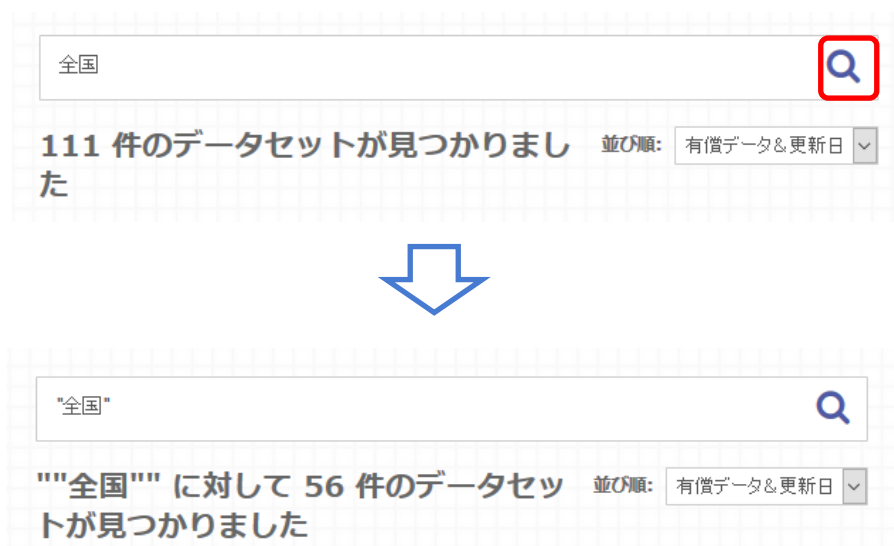 全国
111 件のデータセットが見つかりまし
た
並び順: 有償データ&更新日
"全国"
""全国"" に対して 56 件のデータセッ
トが見つかりました
並び順: 有償データ&更新日